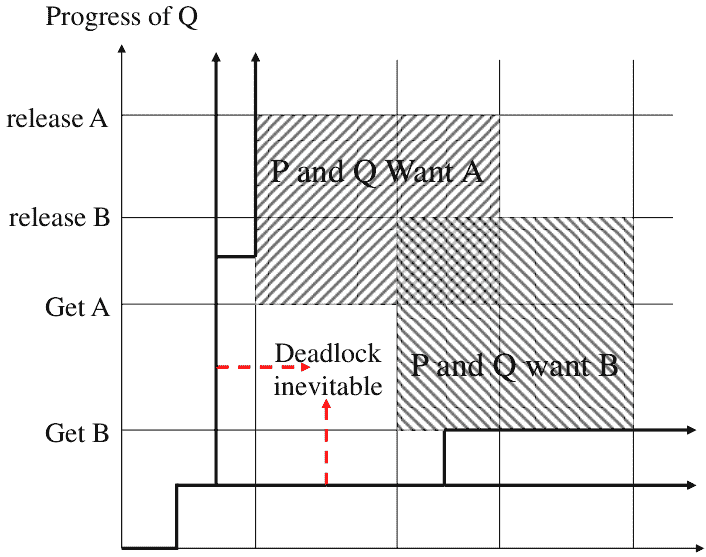 Progress of Q
release A
P and Q Want A
release B
Get A
Deadlock
inevitable
P and Q want B
Get B